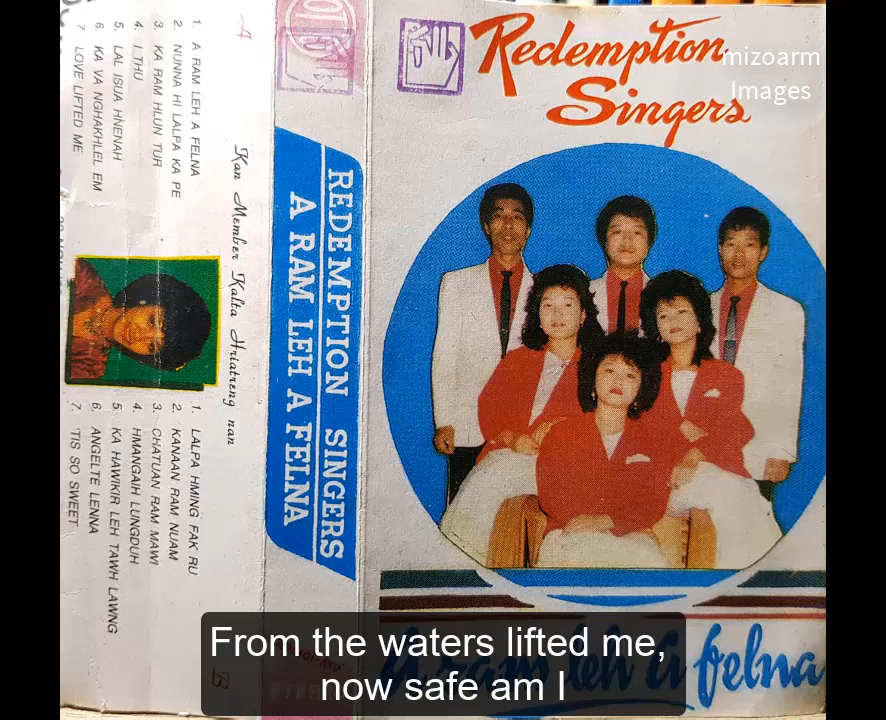 A
1. A RAM LEH A FELNA
2. NUNNA HI LALPA KA PE
3. KA RAM HLUN TUR
4. I THU
5. LAL ISUA HNENAH
6. KA VA NGHAKHLEL EM
7 LOVE LIFTED ME
Kan Member Kalta Hriatreng nan
1. LALPA HMING FAK RU
2. KANAAN RAM NUAM
3. CHATUAN RAM MAWI
4. HMANGAIH LUNGDUH
5. KA HAWIKIR LEH TAWH LAWNG
6. ANGELTE LENNA
7. 'TIS SO SWEET
B
REDEMPTION SINGERS
A RAM LEH A FELNA
Redemption
Singers
mizoarm
Images
A ram leh A felna
From the waters lifted me,
now safe am I